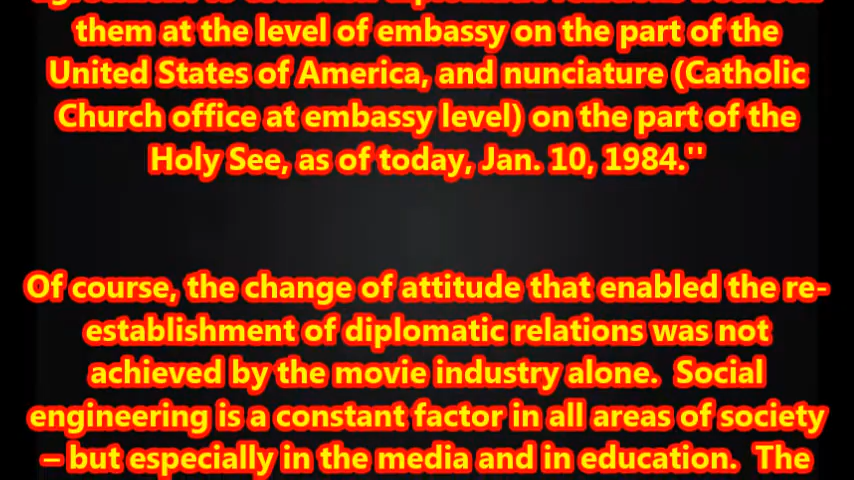 them at the level of embassy on the part of the
United States of America, and nunciature (Catholic
Church office at embassy level) on the part of the
Holy See, as of today, Jan. 10, 1984."
Of course, the change of attitude that enabled the re-
establishment of diplomatic relations was not
achieved by the movie industry alone.  Social
engineering is a constant factor in all areas of society
– but especially in the media and in education.  The